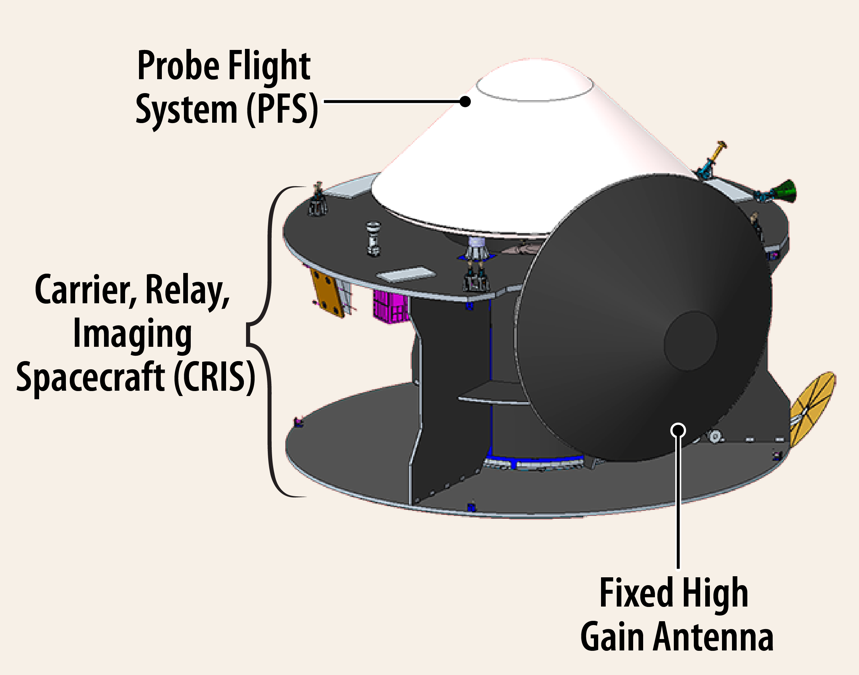 Probe Flight
System (PFS)
Carrier, Relay,
Imaging
Spacecraft (CRIS)
Fixed High
Gain Antenna